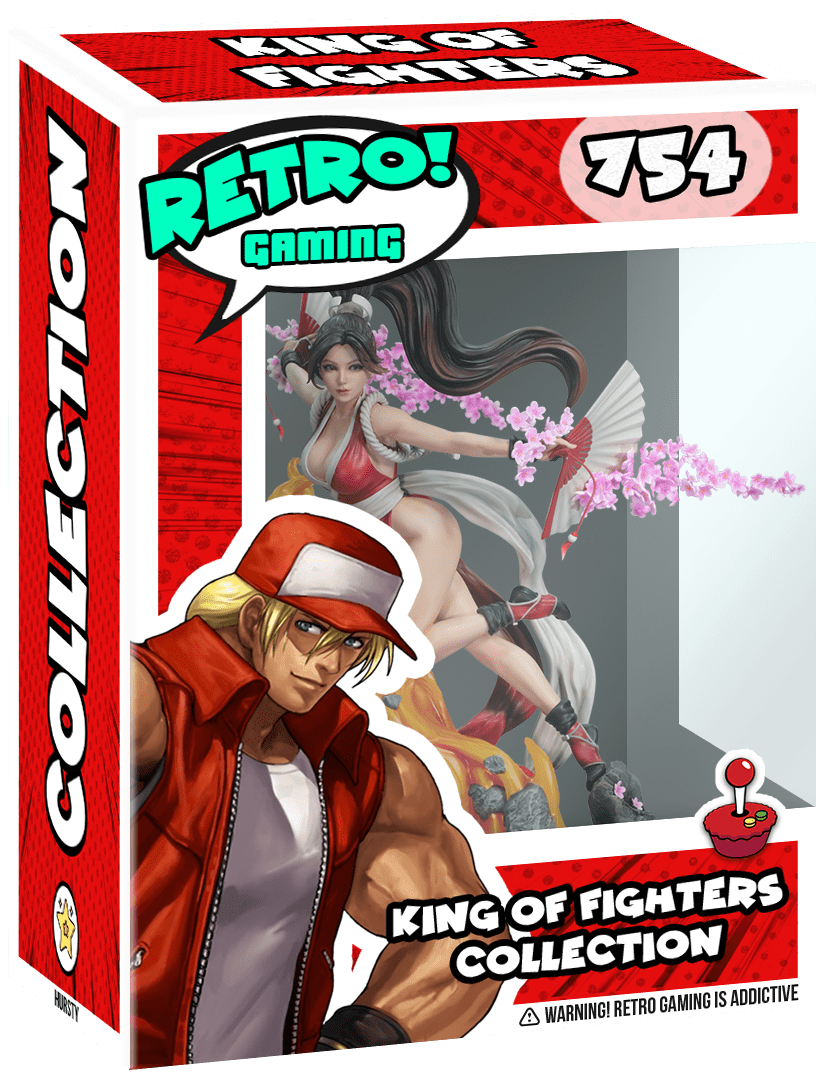 KING OF
FIGHTERS
RETRO!
GAMING
754
COLLECTION
KING OF FIGHTERS
COLLECTION
WARNING! RETRO GAMING IS ADDICTIVE
HURSTY